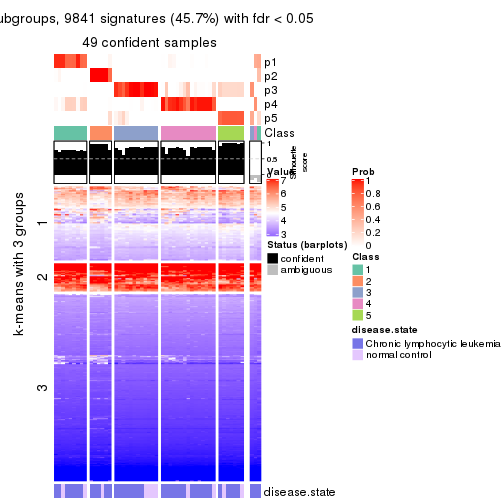 ubgroups, 9841 signatures (45.7%) with fdr < 0.05
49 confident samples
p1
p2
p3
p4
p5
Class
1
0.5
0
Silhouette
score
k-means with 3 groups
1
2
3
Value
7
6
5
4
3
Status (barplots)
confident
ambiguous
Prob
1
0.8
0.6
0.4
0.2
0
Class
1
2
3
4
5
disease.state
Chronic lymphocytic leukemia
normal control
disease.state